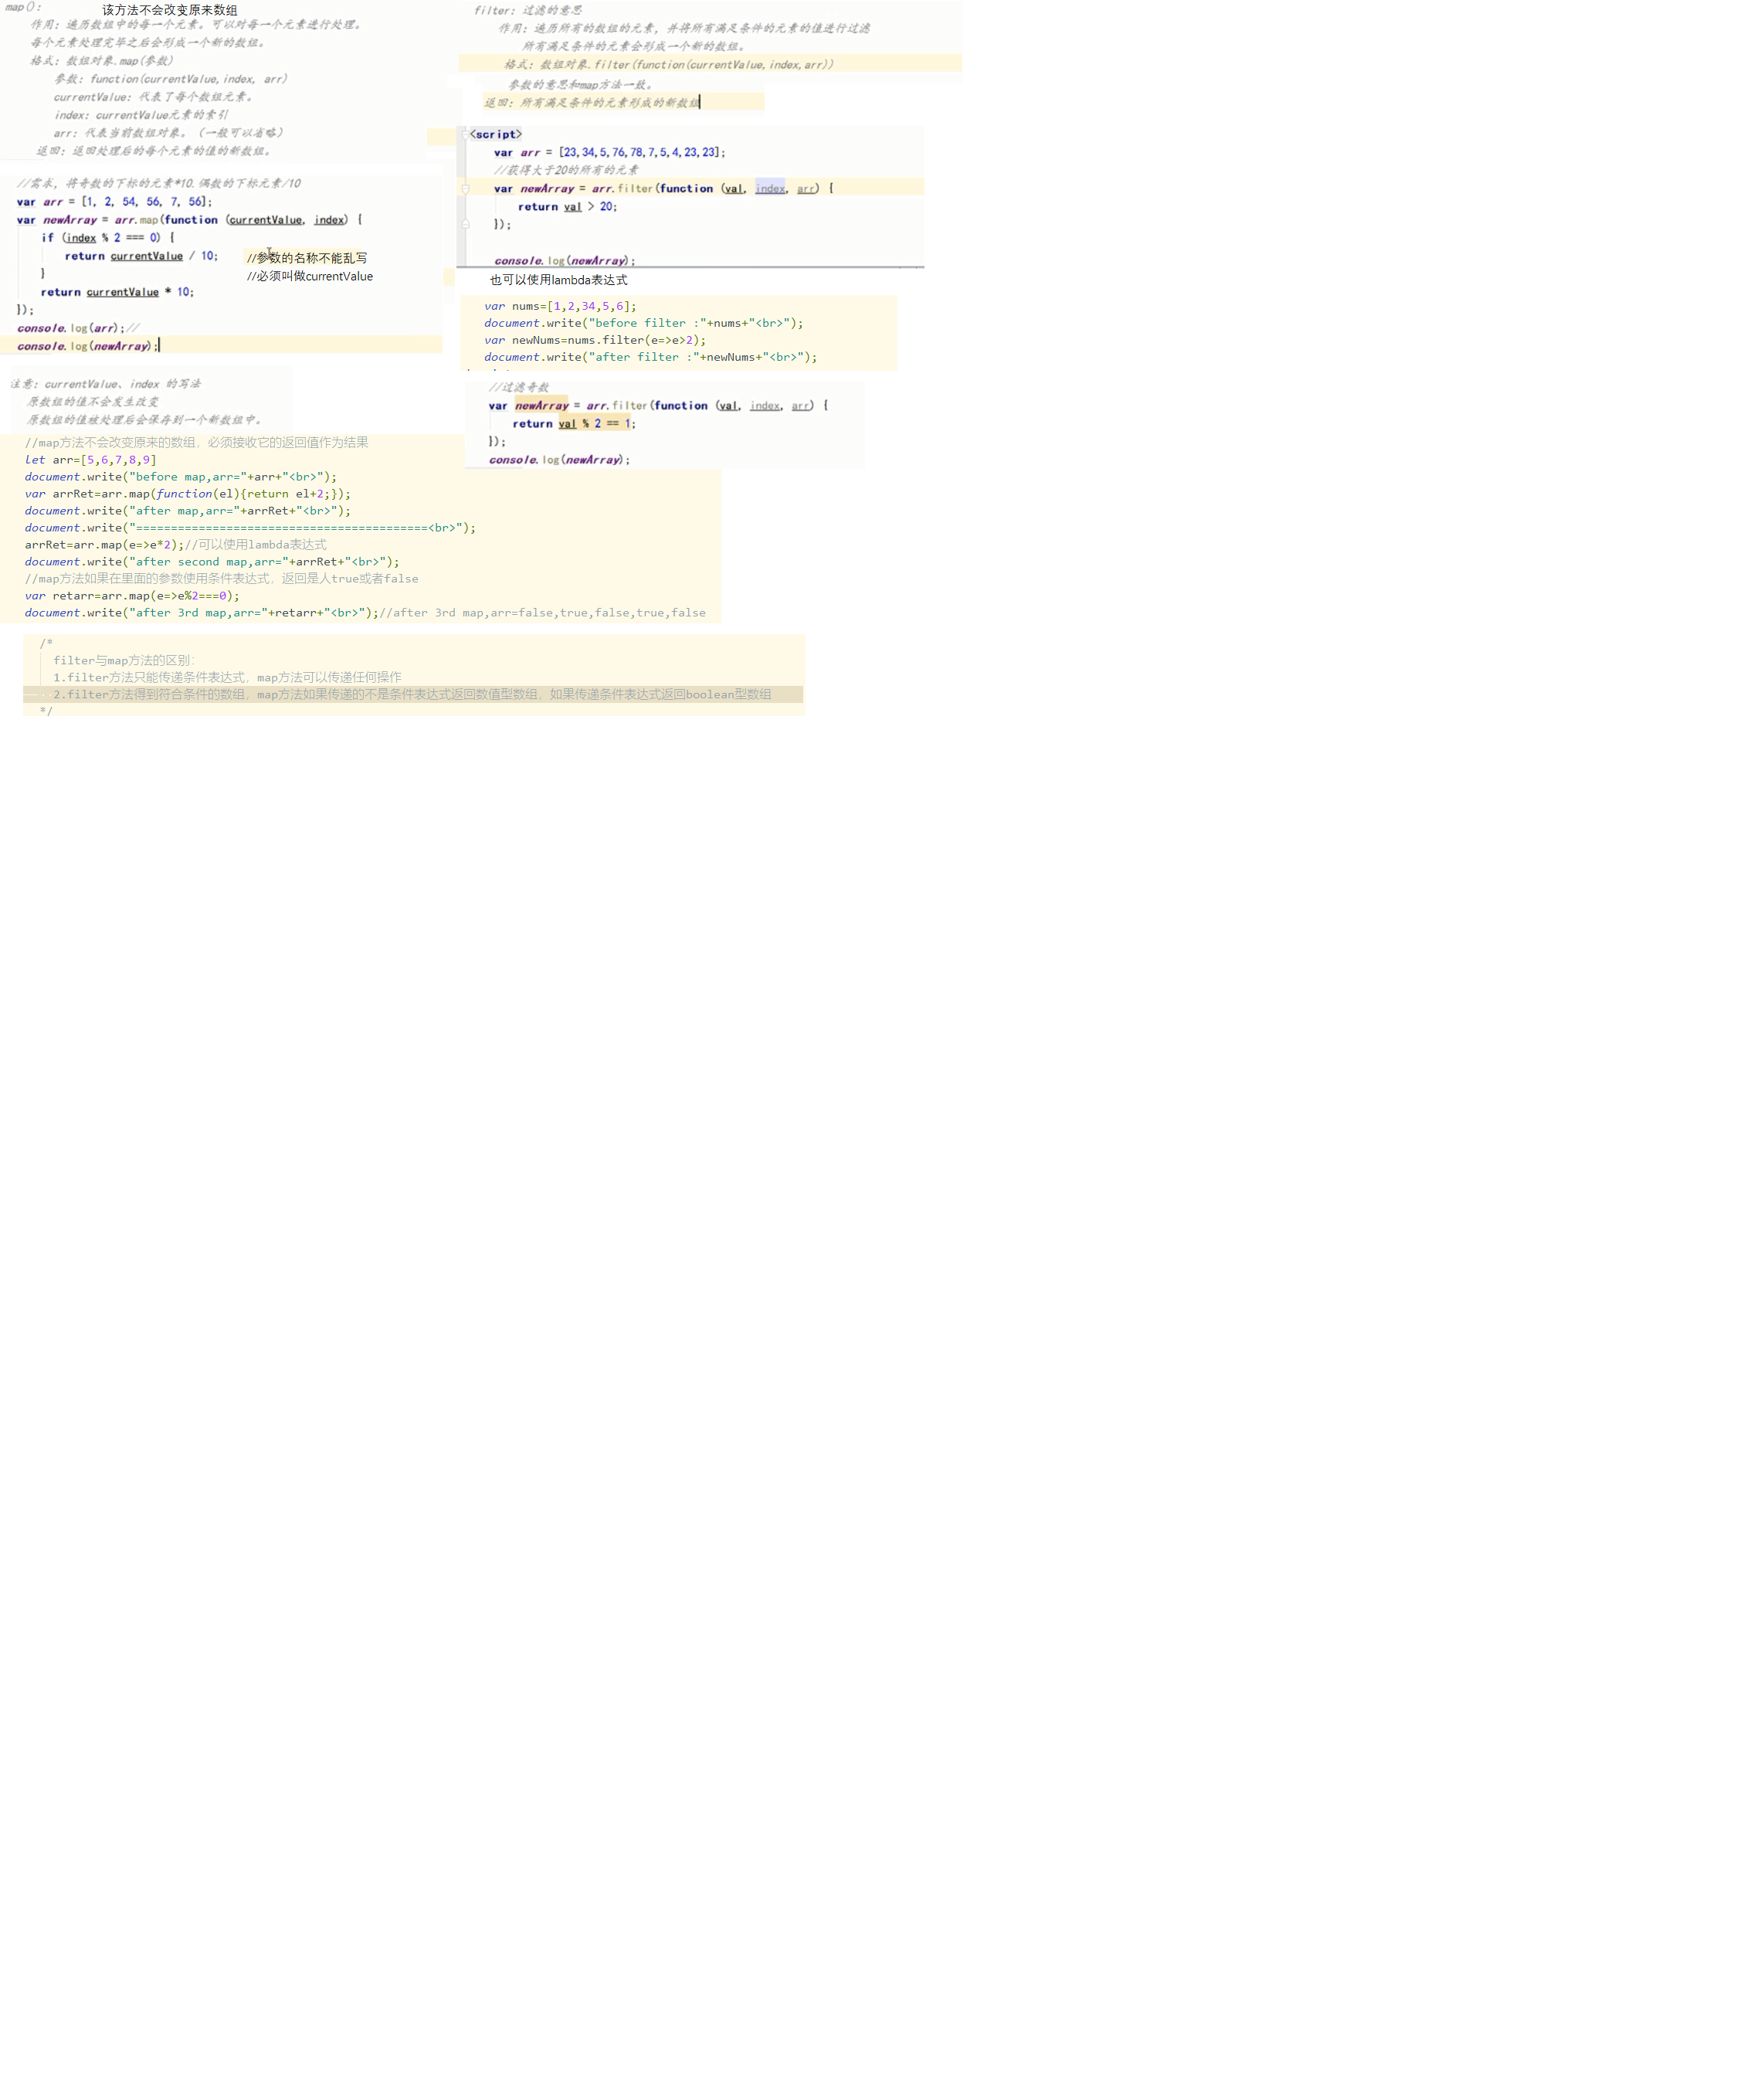 map():
该方法不会改变原来数组
作用: 遍历数组中的每一个元素。可以对每一个元素进行处理。
每个元素处理完毕之后会形成一个新的数组。
格式: 数组对象.map(参数)
参数: function(currentValue,index, arr)
currentValue: 代表了每个数组元素。
index: currentValue元素的索引
arr: 代表当前数组对象。（一般可以省略）
返回: 返回处理后的每个元素的值的新数组。
//需求, 将奇数的下标的元素*10.偶数的下标元素/10
var arr = [1, 2, 54, 56, 7, 56];
var newArray = arr.map(function (currentValue, index) {
if (index % 2 === 0) {
return currentValue / 10;
//参数的名称不能乱写
}
//必须叫做currentValue
return currentValue * 10;
});
console.log(arr);//
console.log(newArray);
注意: currentValue、index 的写法
原数组的值不会发生改变
原数组的值被处理后会保存到一个新数组中。
//map方法不会改变原来的数组，必须接收它的返回值作为结果
let arr=[5,6,7,8,9]
document.write("before map,arr="+arr+"<br>");
var arrRet=arr.map(function(el){return el+2;});
document.write("after map,arr="+arrRet+"<br>");
document.write("==========================================<br>");
arrRet=arr.map(e=>e*2);//可以使用lambda表达式
document.write("after second map,arr="+arrRet+"<br>");
//map方法如果在里面的参数使用条件表达式，返回是人true或者false
var retarr=arr.map(e=>e%2===0);
document.write("after 3rd map,arr="+retarr+"<br>");//after 3rd map,arr=false,true,false,true,false
/*
filter与map方法的区别：
1.filter方法只能传递条件表达式，map方法可以传递任何操作
2.filter方法得到符合条件的数组，map方法如果传递的不是条件表达式返回数值型数组，如果传递条件表达式返回boolean型数组
*/
filter: 过滤的意思
作用: 遍历所有的数组的元素, 并将所有满足条件的元素的值进行过滤
所有满足条件的元素会形成一个新的数组。
格式: 数组对象.filter(function(currentValue,index,arr))
参数的意思和map方法一致。
返回: 所有满足条件的元素形成的新数组
<script>
var arr = [23,34,5,76,78,7,5,4,23,23];
//获得大于20的所有的元素
var newArray = arr.filter(function (val, index, arr) {
return val > 20;
});
console.log(newArray);
也可以使用lambda表达式
var nums=[1,2,34,5,6];
document.write("before filter :"+nums+"<br>");
var newNums=nums.filter(e=>e>2);
document.write("after filter :"+newNums+"<br>");
//过滤奇数
var newArray = arr.filter(function (val, index, arr) {
return val % 2 == 1;
});
console.log(newArray);